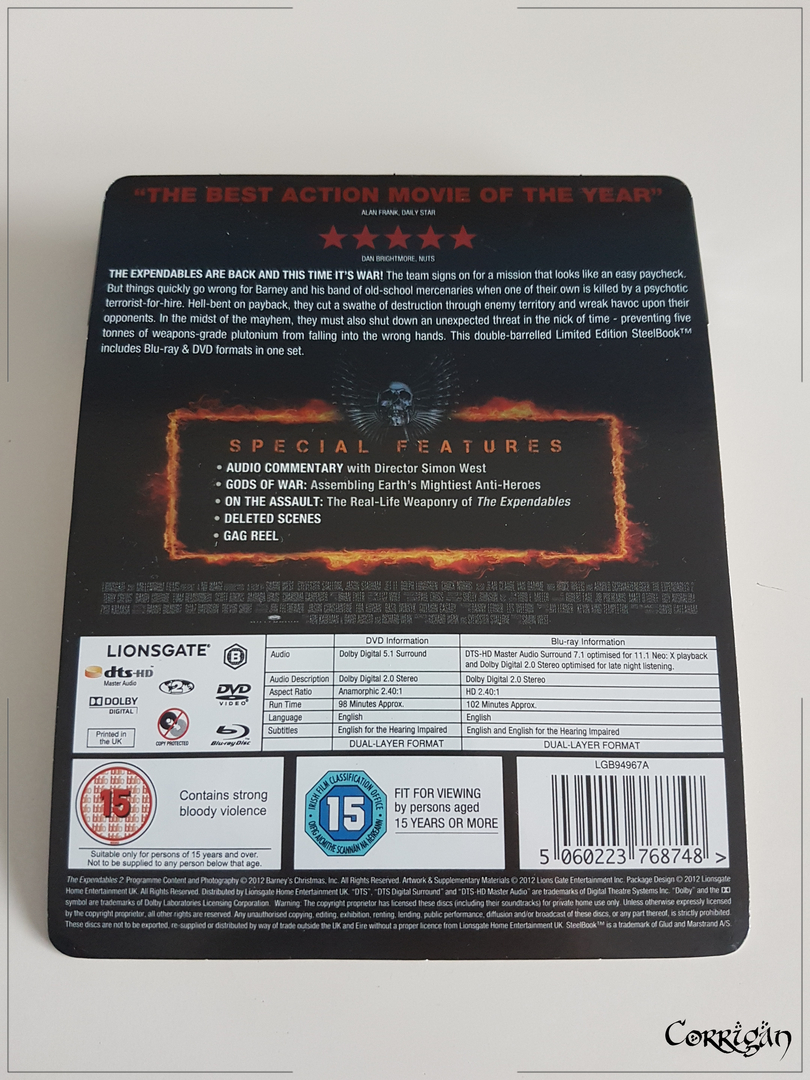 “THE BEST ACTION MOVIE OF THE YEAR”
ALAN FRANK, DAILY STAR
DAN BRIGHTMORE, NUTS
THE EXPENDABLES ARE BACK AND THIS TIME IT'S WAR! The team signs on for a mission that looks like an easy paycheck.
But things quickly go wrong for Barney and his band of old-school mercenaries when one of their own is killed by a psychotic
terrorist-for-hire. Hell-bent on payback, they cut a swathe of destruction through enemy territory and wreak havoc upon their
opponents. In the midst of the mayhem, they must also shut down an unexpected threat in the nick of time - preventing five
tonnes of weapons-grade plutonium from falling into the wrong hands. This double-barrelled Limited Edition SteelBook™
includes Blu-ray & DVD formats in one set.
SPECIAL FEATURES
• AUDIO COMMENTARY with Director Simon West
• GODS OF WAR: Assembling Earth's Mightiest Anti-Heroes
• ON THE ASSAULT: The Real-Life Weaponry of The Expendables
• DELETED SCENES
• GAG REEL
LIONSGATE®
B
dts-HD
Master Audio
DOLBY
DIGITAL
DVD
VIDEO
Printed in
the UK
COPY PROTECTED
Blu-ray Disc
DVD Information Blu-ray Information
Audio Dolby Digital 5.1 Surround DTS-HD Master Audio Surround 7.1 optimised for 11.1 Neo: X playback
and Dolby Digital 2.0 Stereo optimised for late night listening.
Audio Description Dolby Digital 2.0 Stereo Dolby Digital 2.0 Stereo
Aspect Ratio Anamorphic 2.40:1 HD 2.40:1
Run Time 98 Minutes Approx. 102 Minutes Approx.
Language English English
Subtitles English for the Hearing Impaired English and English for the Hearing Impaired
DUAL-LAYER FORMAT DUAL-LAYER FORMAT
15
Contains strong
bloody violence
Suitable only for persons of 15 years and over.
Not to be supplied to any person below that age.
IRISH FILM CLASSIFICATION OFFICE
15
OIFIG AICMITHE SCANNÁN NA hÉIREANN
FIT FOR VIEWING
by persons aged
15 YEARS OR MORE
LGB94967A
5 060223 768748 >
The Expendables 2 Programme Content and Photography © 2012 Barney's Christmas, Inc. All Rights Reserved. Artwork & Supplementary Materials © 2012 Lions Gate Entertainment Inc. Package Design © 2012 Lionsgate
Home Entertainment UK. All Rights Reserved. Distributed by Lionsgate Home Entertainment UK. "DTS", "DTS Digital Surround" and "DTS-HD Master Audio" are trademarks of Digital Theatre Systems Inc. "Dolby" and the
symbol are trademarks of Dolby Laboratories Licensing Corporation. Warning: The copyright proprietor has licensed these discs (including their soundtracks) for private home use only. Unless otherwise expressly licensed
by the copyright proprietor, all other rights are reserved. Any unauthorised copying, editing, exhibition, renting, lending, public performance, diffusion and/or broadcast of these discs, or any part thereof, is strictly prohibited.
These discs are not to be exported, re-supplied or distributed by way of trade outside the UK and Eire without a proper licence from Lionsgate Home Entertainment UK. SteelBook™ is a trademark of Glud and Marstrand A/S.
Corrigan